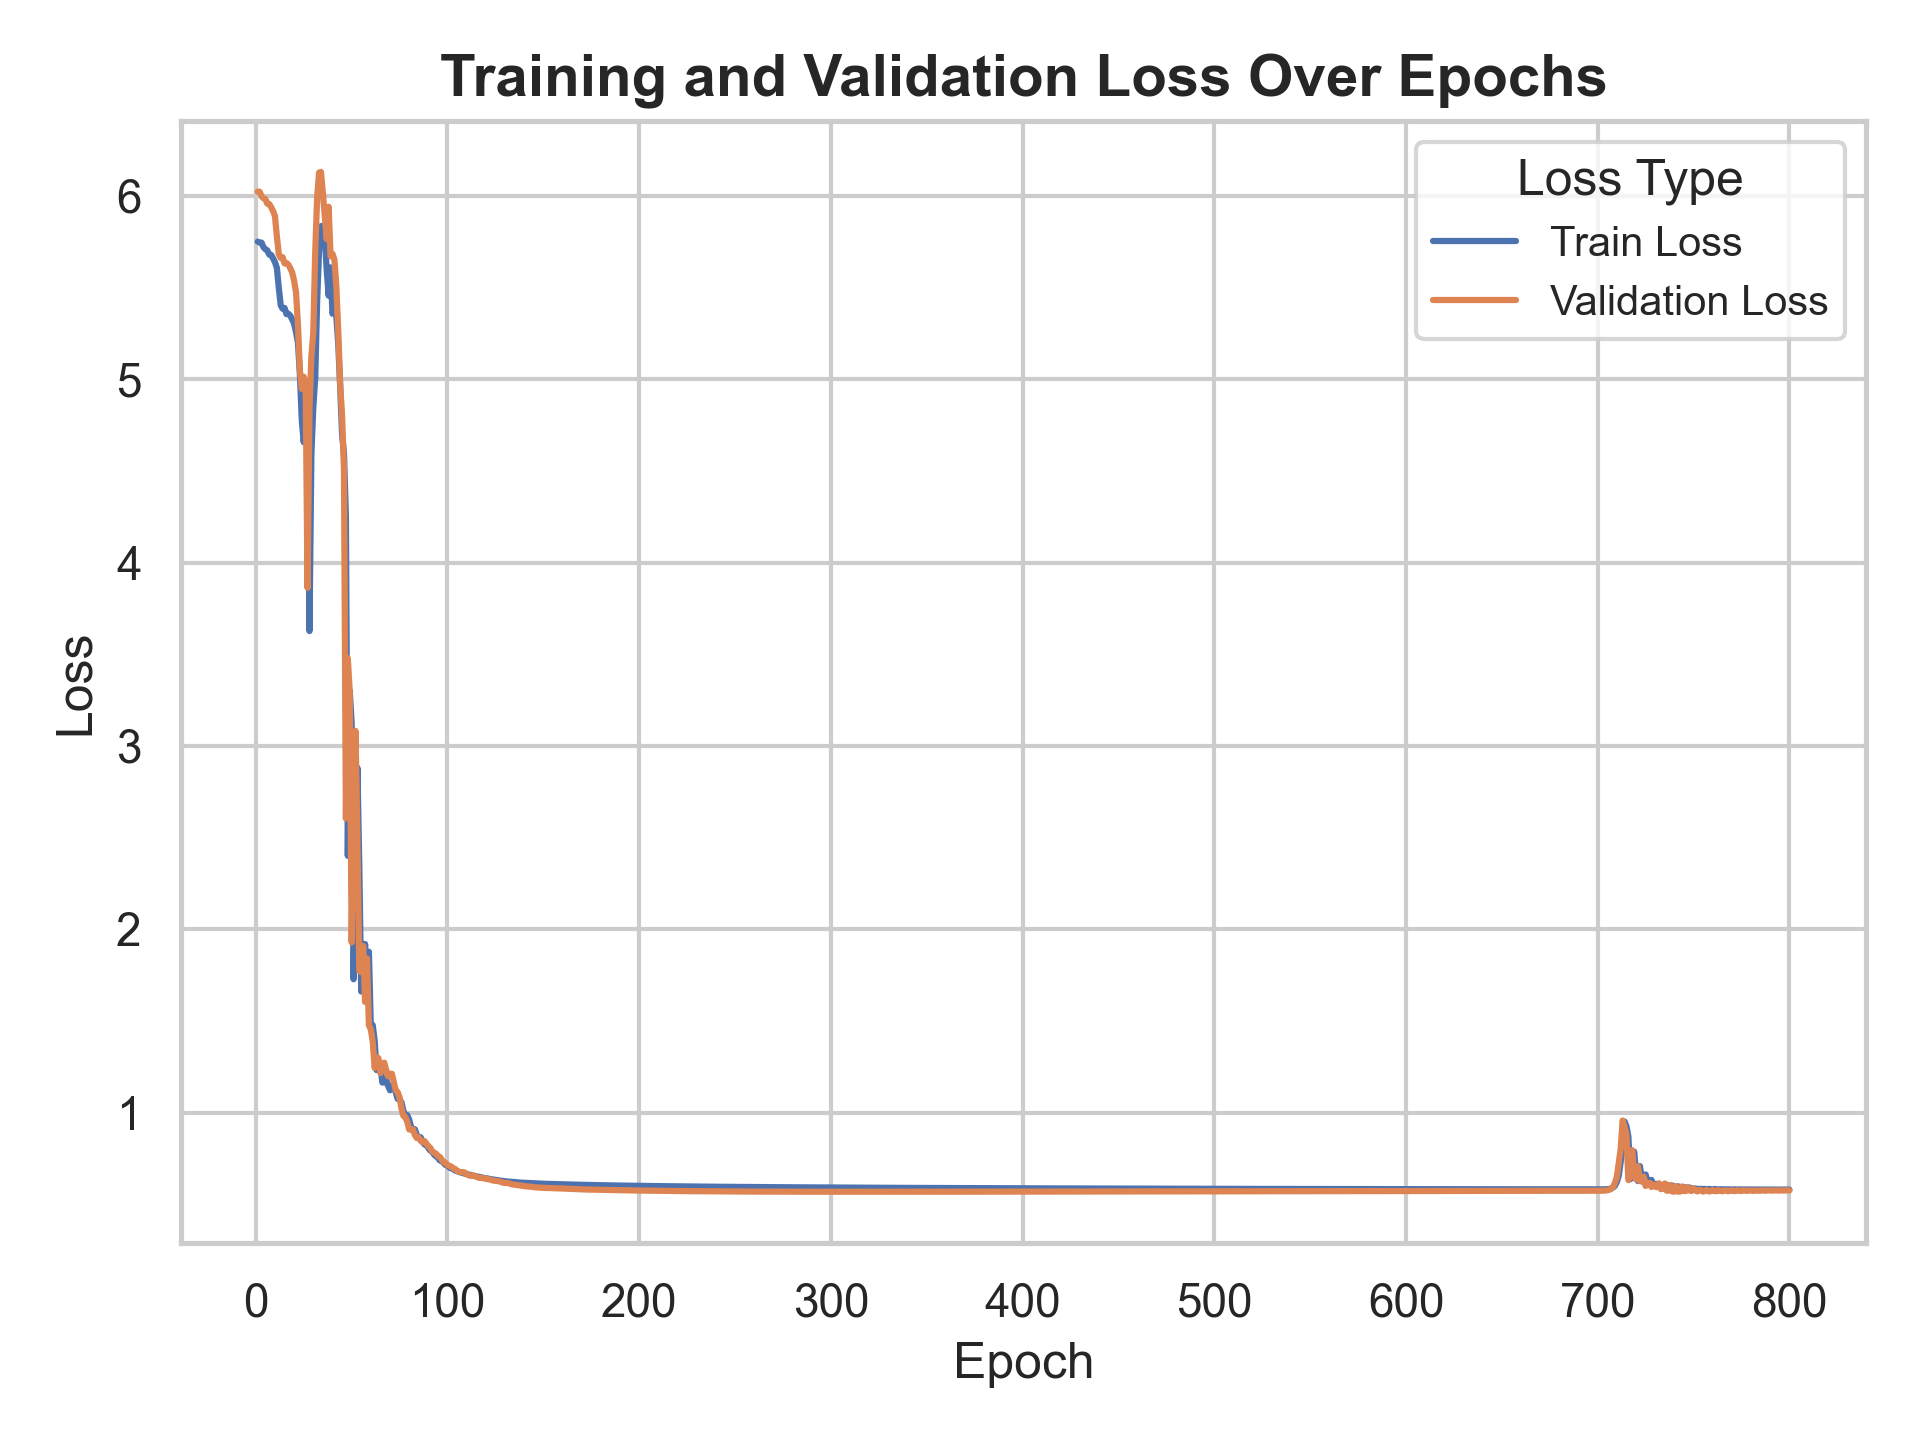 Training and Validation Loss Over Epochs
Loss Type
Train Loss
Validation Loss
Loss
6
5
4
3
2
1
0 100 200 300 400 500 600 700 800
Epoch